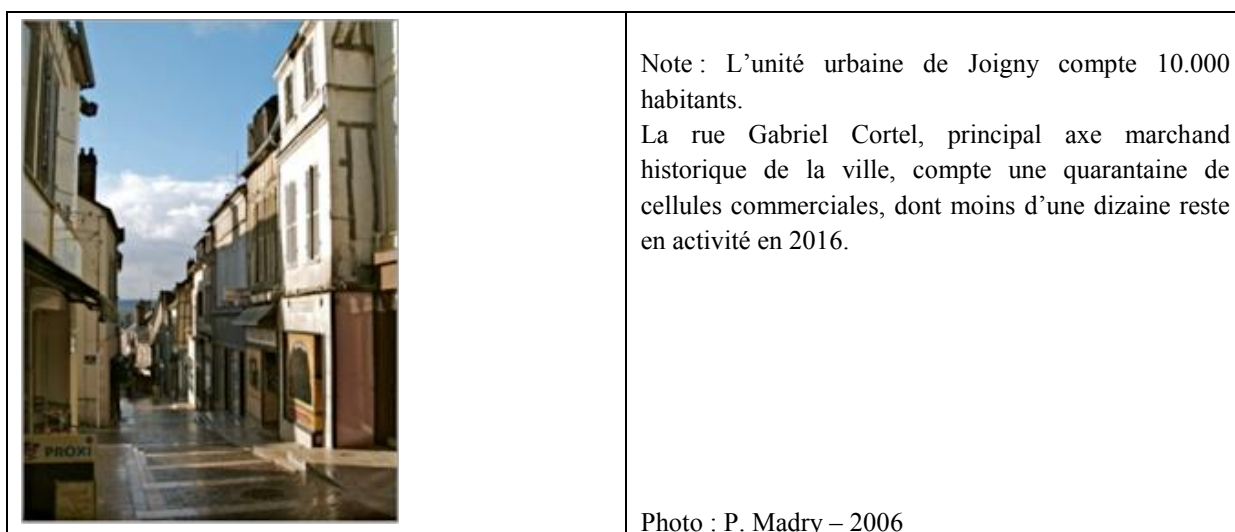 PROXI
Note : L’unité urbaine de Joigny compte 10.000
habitants.
La rue Gabriel Cortel, principal axe marchand
historique de la ville, compte une quarantaine de
cellules commerciales, dont moins d’une dizaine reste
en activité en 2016.
Photo : P. Madry – 2006